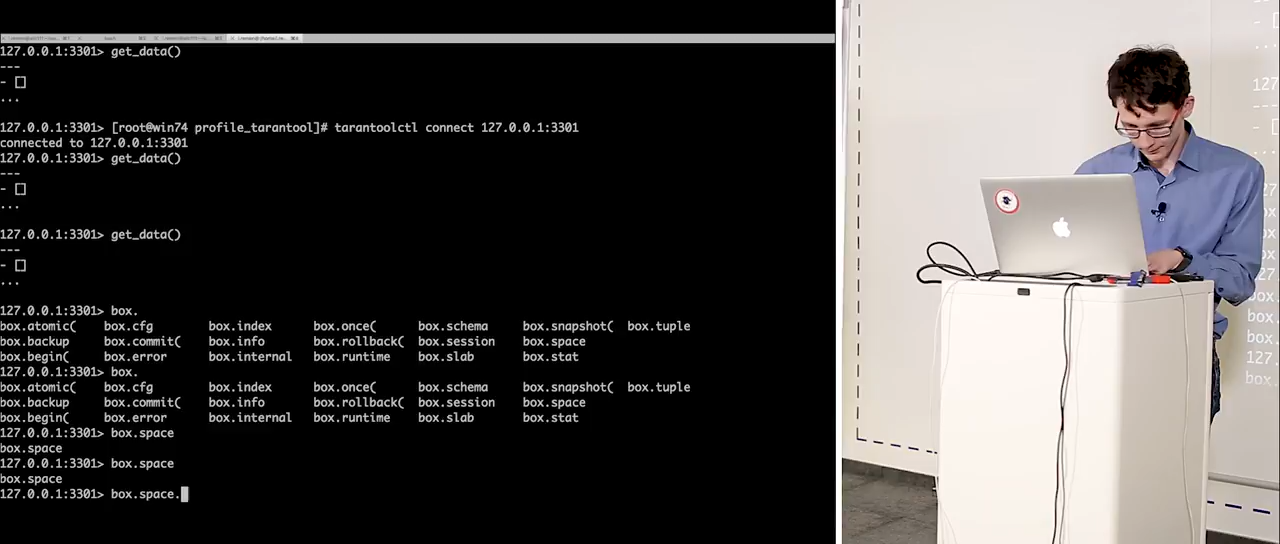 127.0.0.1:3301> get_data()
---
- []
...
127.0.0.1:3301> [root@win74 profile_tarantool]# tarantoolctl connect 127.0.0.1:3301
connected to 127.0.0.1:3301
127.0.0.1:3301> get_data()
---
- []
...
127.0.0.1:3301> get_data()
---
- []
...
127.0.0.1:3301> box.
box.atomic( box.cfg box.index box.once( box.schema box.snapshot( box.tuple
box.backup box.commit( box.info box.rollback( box.session box.space
box.begin( box.error box.internal box.runtime box.slab box.stat
127.0.0.1:3301> box.
box.atomic( box.cfg box.index box.once( box.schema box.snapshot( box.tuple
box.backup box.commit( box.info box.rollback( box.session box.space
box.begin( box.error box.internal box.runtime box.slab box.stat
127.0.0.1:3301> box.space
box.space
127.0.0.1:3301> box.space
box.space
127.0.0.1:3301> box.space.